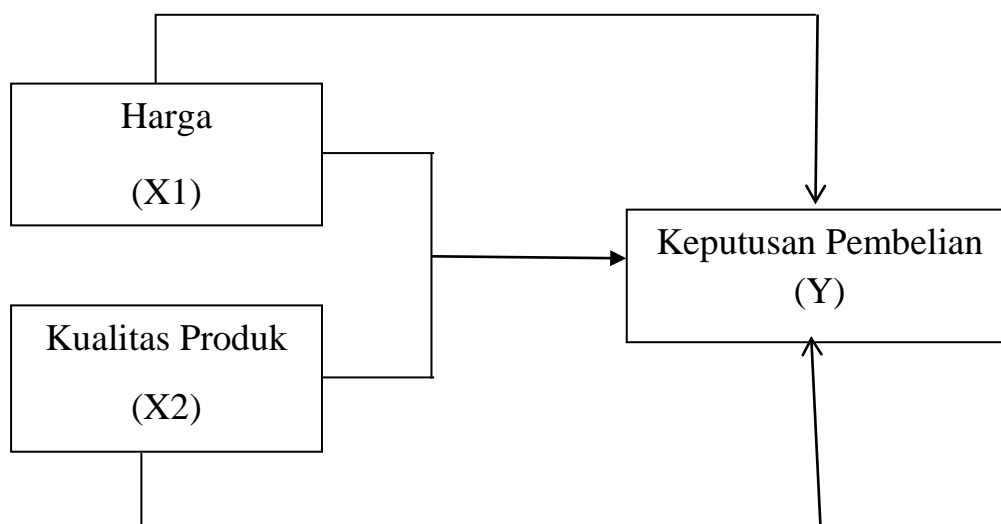 Harga
(X1)
Keputusan Pembelian
(Y)
Kualitas Produk
(X2)